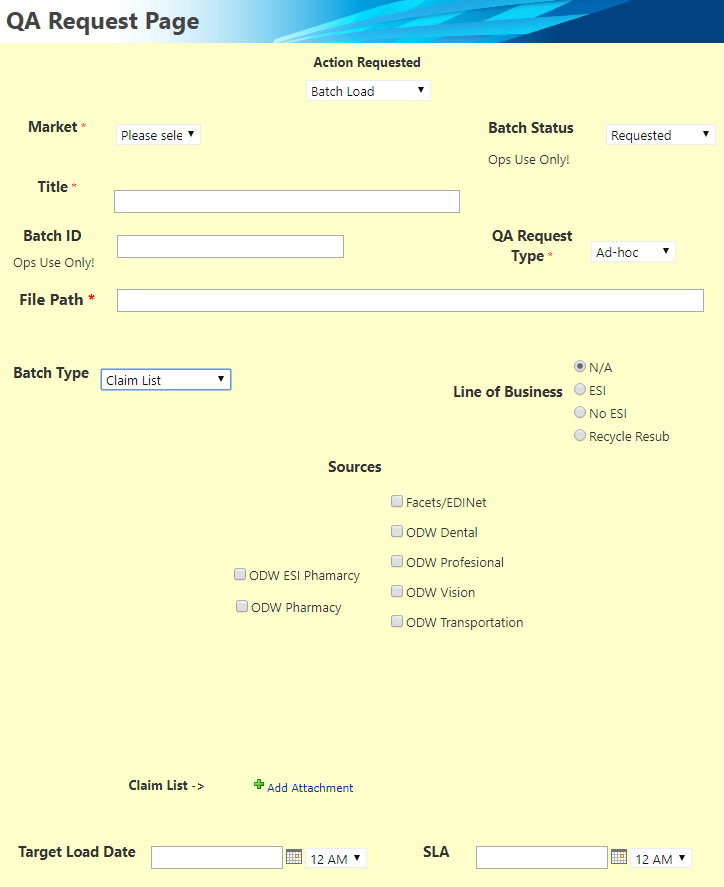 QA Request Page
Action Requested
Batch Load
Market *
Please sele
Batch Status
Requested
Ops Use Only!
Title *
Batch ID
Ops Use Only!
QA Request
Type *
Ad-hoc
File Path *
Batch Type
Claim List
Line of Business
N/A
ESI
No ESI
Recycle Resub
Sources
Facets/EDINet
ODW Dental
ODW Profesional
ODW ESI Phamarcy
ODW Vision
ODW Pharmacy
ODW Transportation
Claim List ->
Add Attachment
Target Load Date
12 AM
SLA
12 AM